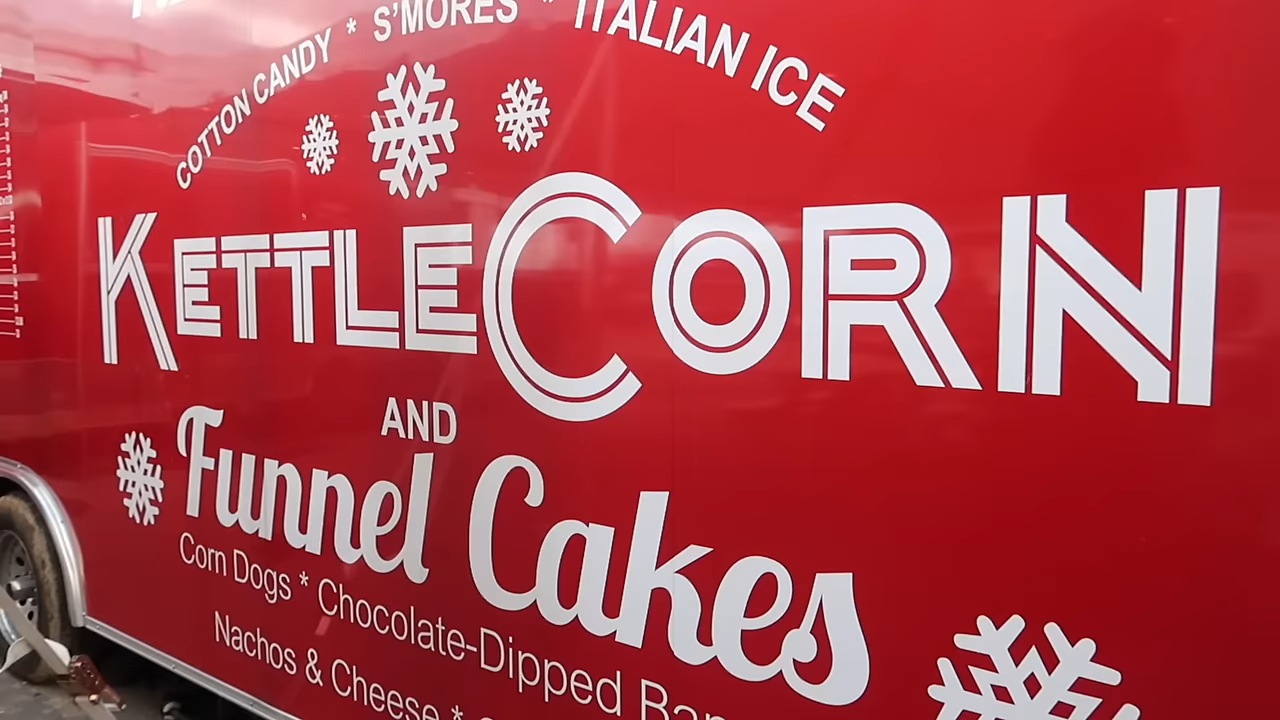 COTTON CANDY * S'MORES * ITALIAN ICE
KETTLECORN
AND
Funnel Cakes
Corn Dogs * Chocolate-Dipped
Nachos & Cheese *